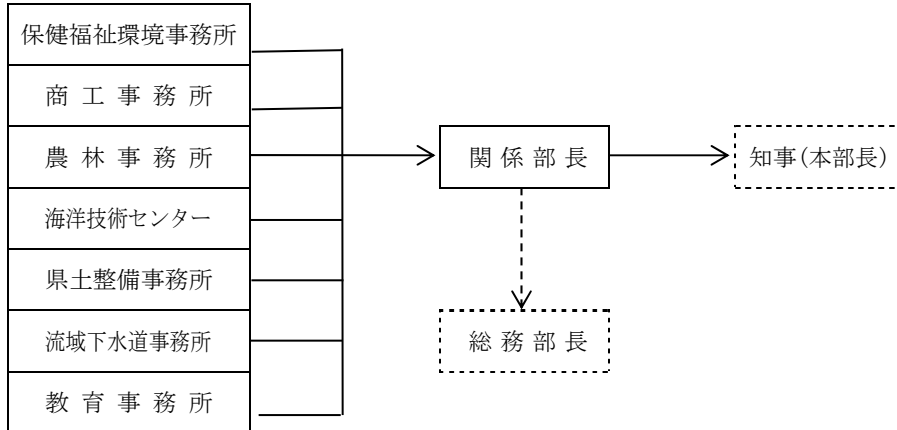 保健福祉環境事務所
商工事務所
農林事務所
海洋技術センター
県土整備事務所
流域下水道事務所
教育事務所
関係部長
知事(本部長)
総務部長